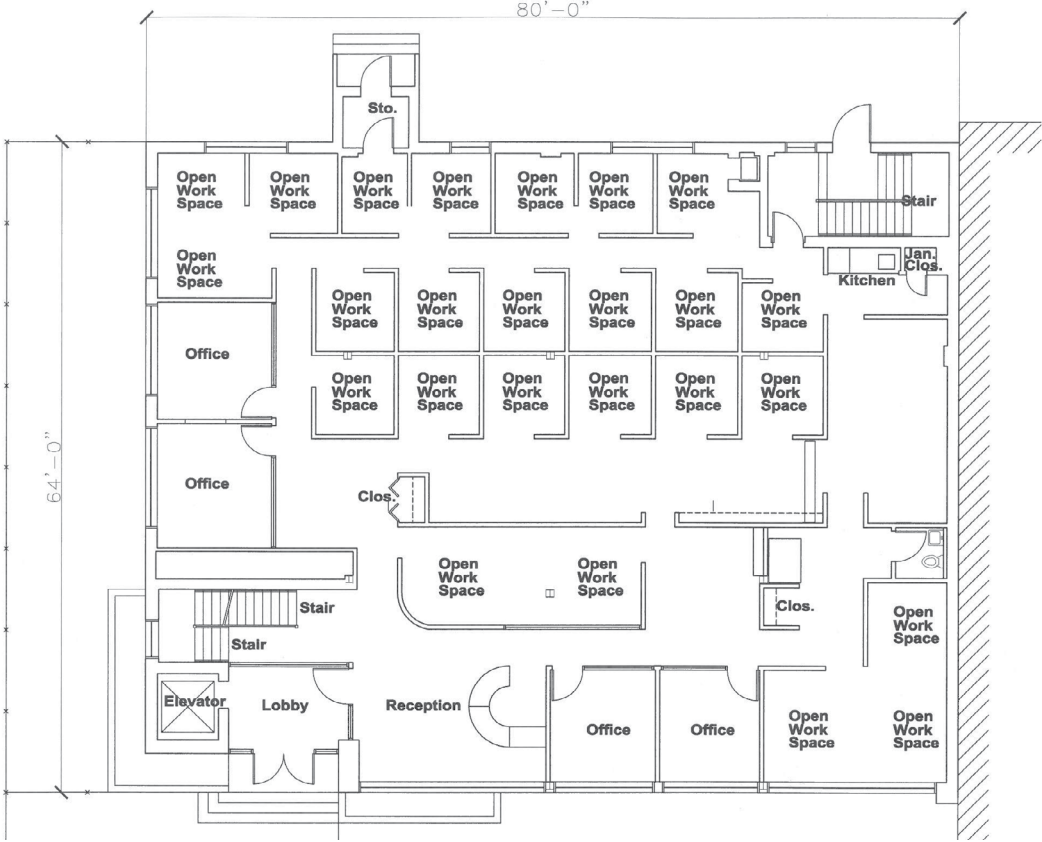 80'-0"
Sto.
Open
Work
Space
Open
Work
Space
Open
Work
Space
Open
Work
Space
Open
Work
Space
Open
Work
Space
Open
Work
Space
Stair
Open
Work
Space
Jan.
Clos.
Kitchen
Open
Work
Space
Open
Work
Space
Open
Work
Space
Open
Work
Space
Open
Work
Space
Open
Work
Space
Office
Open
Work
Space
Open
Work
Space
Open
Work
Space
Open
Work
Space
Open
Work
Space
Open
Work
Space
64'-0"
Office
Clos.
Open
Work
Space
Open
Work
Space
Stair
Clos.
Open
Work
Space
Stair
Elevator
Lobby
Reception
Office
Office
Open
Work
Space
Open
Work
Space